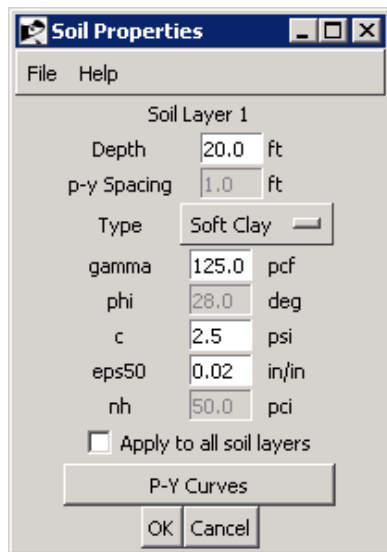 Soil Properties
File Help
Soil Layer 1
Depth 20.0 ft
p-y Spacing 1.0 ft
Type Soft Clay
gamma 125.0 pcf
phi 28.0 deg
c 2.5 psi
eps50 0.02 in/in
nh 50.0 pci
Apply to all soil layers
P-Y Curves
OK Cancel